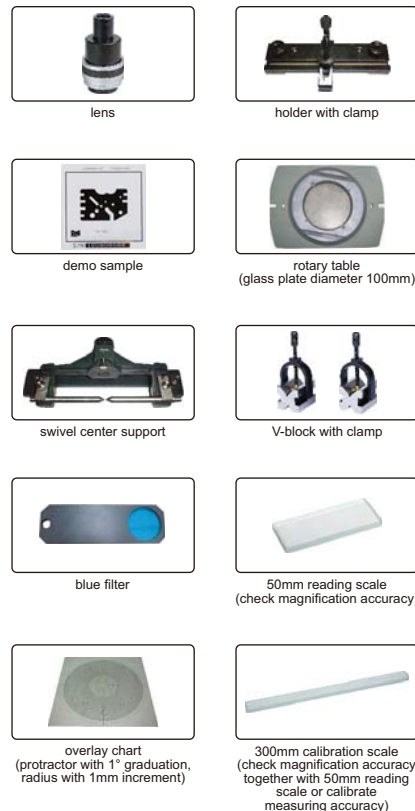 lens
holder with clamp
demo sample
rotary table
(glass plate diameter 100mm)
swivel center support
V-block with clamp
blue filter
50mm reading scale
(check magnification accuracy
overlay chart
(protractor with 1° graduation,
radius with 1mm increment)
300mm calibration scale
(check magnification accuracy
together with 50mm reading
scale or calibrate
measuring accuracy)